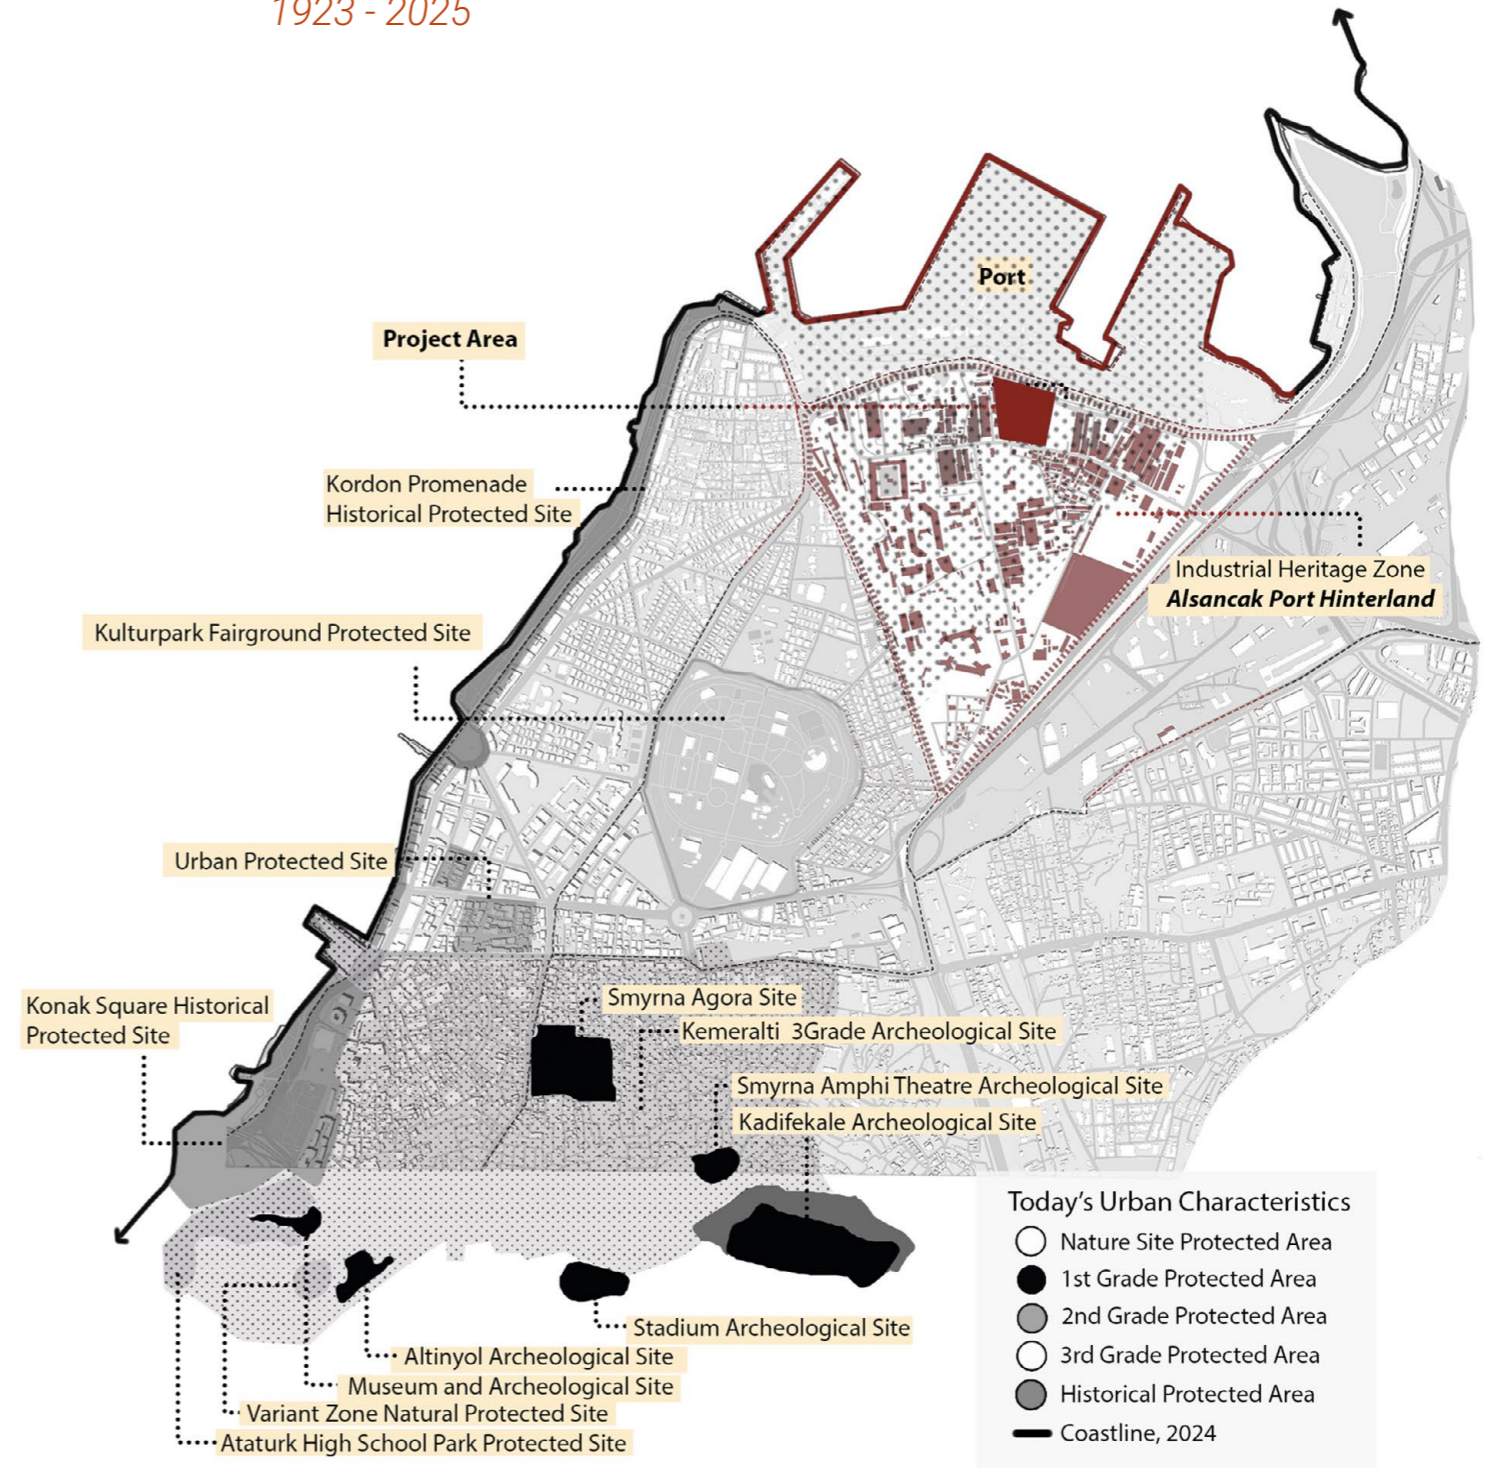 1923 - 2025
Port
Project Area
Kordon Promenade
Historical Protected Site
Industrial Heritage Zone
Alsancak Port Hinterland
Kulturpark Fairground Protected Site
Urban Protected Site
Konak Square Historical
Protected Site
Smyrna Agora Site
Kemeralti 3Grade Archeological Site
Smyrna Amphi Theatre Archeological Site
Kadifekale Archeological Site
Stadium Archeological Site
Altinyol Archeological Site
Museum and Archeological Site
Variant Zone Natural Protected Site
Ataturk High School Park Protected Site
Today's Urban Characteristics
Nature Site Protected Area
1st Grade Protected Area
2nd Grade Protected Area
3rd Grade Protected Area
Historical Protected Area
Coastline, 2024